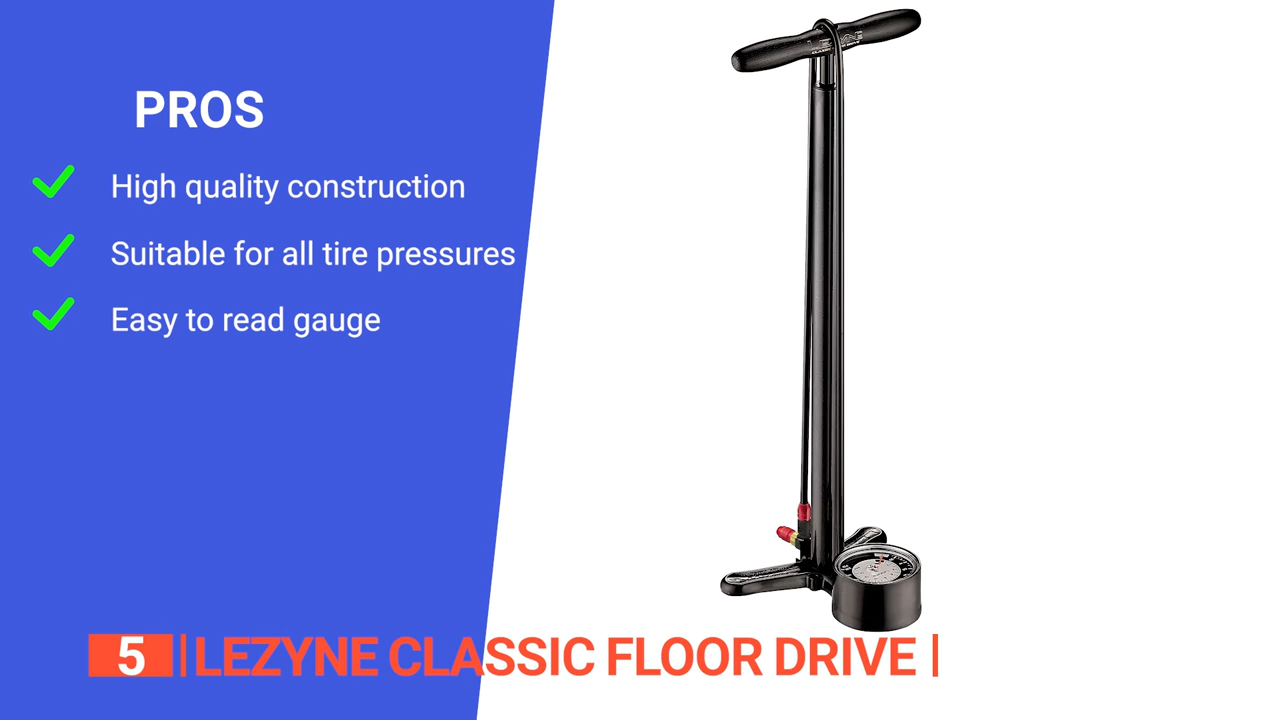 PROS
High quality construction
Suitable for all tire pressures
Easy to read gauge
5 | LEZYNE CLASSIC FLOOR DRIVE |